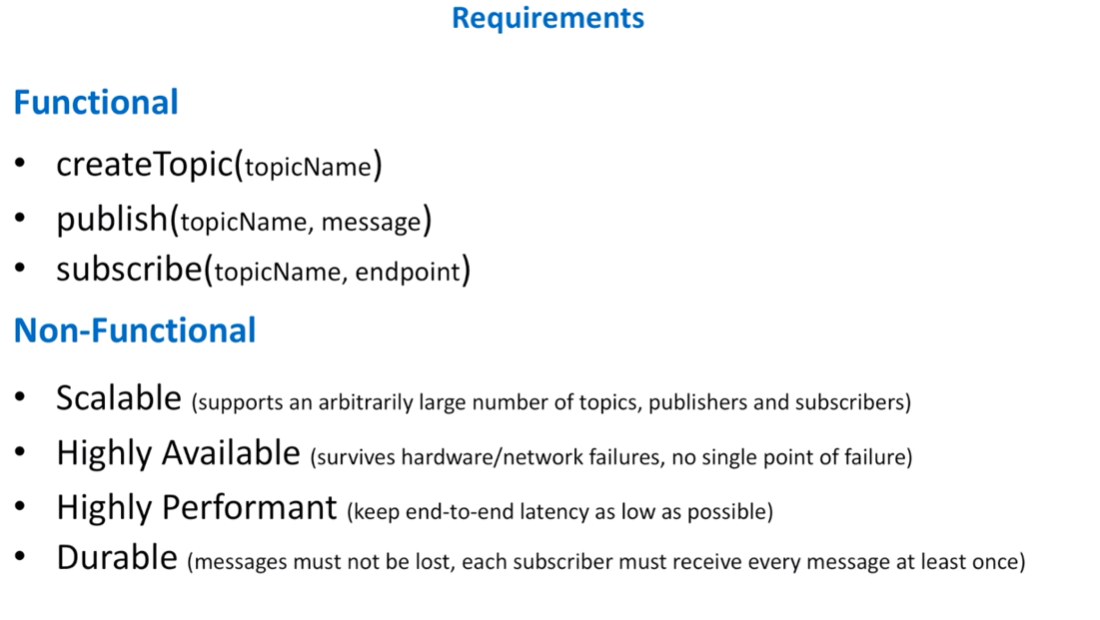 Requirements
Functional
• createTopic(topicName)
• publish(topicName, message)
• subscribe(topicName, endpoint)
Non-Functional
• Scalable (supports an arbitrarily large number of topics, publishers and subscribers)
• Highly Available (survives hardware/network failures, no single point of failure)
• Highly Performant (keep end-to-end latency as low as possible)
• Durable (messages must not be lost, each subscriber must receive every message at least once)